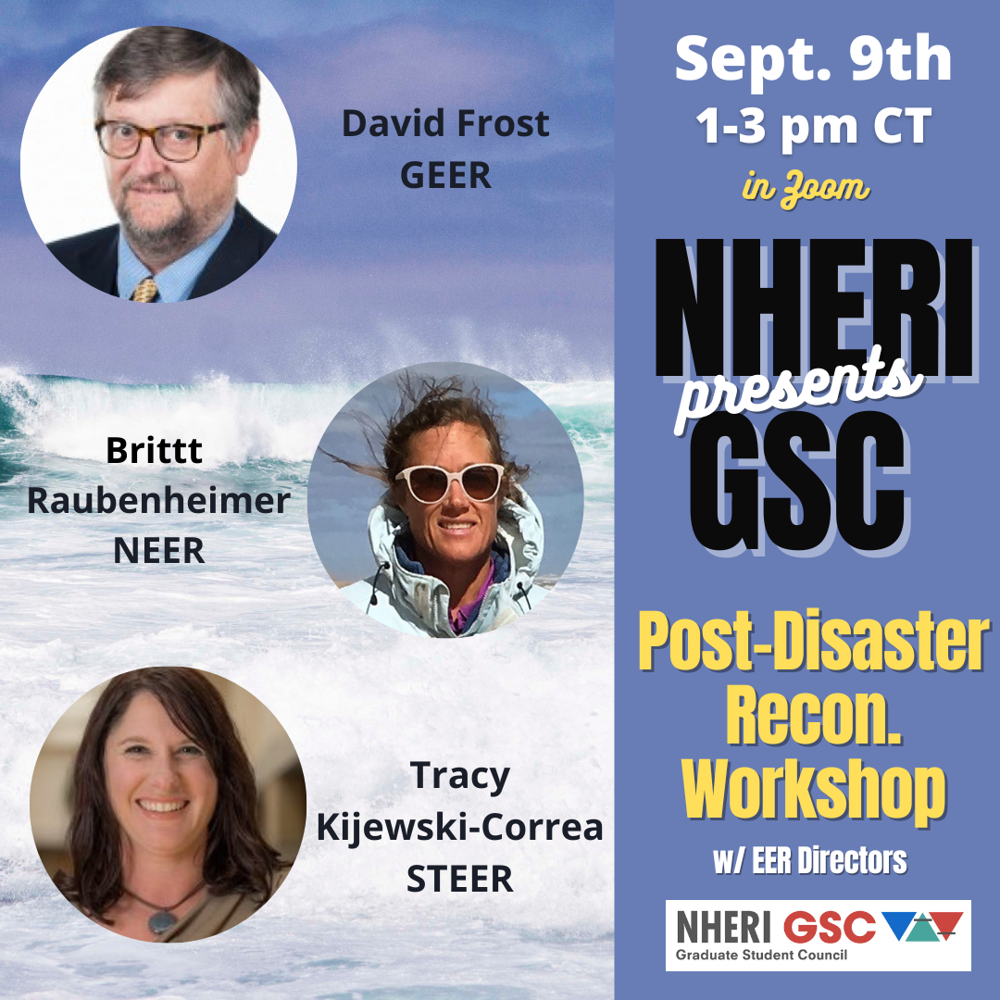 David Frost
GEER
Brittt
Raubenheimer
NEER
Tracy
Kijewski-Correa
STEER
Sept. 9th
1-3 pm CT
in Zoom
NHERI
presents
GSC
Post-Disaster
Recon.
Workshop
w/ EER Directors
NHERI GSC
Graduate Student Council